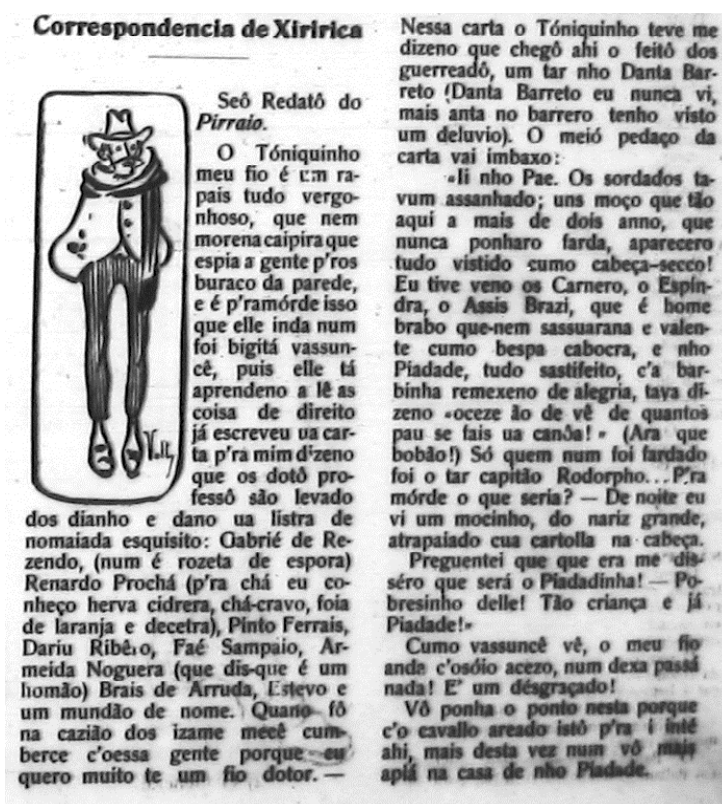 Correspondencia de Xiririca
Seô Redatô do
Pirraio.
O Tóniquinho
meu fio é um ra-
pais tudo vergo-
nhoso, que nem
morena caipira que
espia a gente p'ros
buraco da parede,
e é p'ramórde isso
que elle inda num
foi bigitá vassun-
cê, puis elle tá
aprendeno a lê as
coisa de direito
já escreveu ua car-
ta p'ra mim dizeno
que os dotô pro-
fessô são levado
dos dianho e dano ua listra de
nomaiada esquisito: Gabrié de Re-
zendo, (num é rozeta de espora)
Renardo Prochá (p'ra chá eu co-
nheço herva cidrera, chá-cravo, foia
de laranja e decetra), Pinto Ferrais,
Dariu Ribêro, Faé Sampaio, Ar-
meida Noguera (que dis-que é um
homão) Brais de Arruda, Estevo e
um mundão de nome. Quano fô
na cazião dos izame mecê cum-
berce c'oessa gente porque eu
quero muito te um fio dotor. —
Nessa carta o Tóniquinho teve me
dizeno que chegô ahi o feitô dos
guerreadô, um tar nho Danta Bar-
reto (Danta Barreto eu nunca vi,
mais anta no barrero tenho visto
um deluvio). O meió pedaço da
carta vai imbaxo:
«Ii nho Pae. Os sordados ta-
vum assanhado; uns moço que tão
aqui a mais de dois anno, que
nunca ponharo farda, aparecero
tudo vistido cumo cabeça-secco!
Eu tive veno os Carnero, o Espin-
dra, o Assis Brazi, que é home
brabo que-nem sassuarana e valen-
te cumo bespa cabocra, e nho
Piadade, tudo sastifeito, c'a bar-
binha remexeno de alegria, tava di-
zeno «oceze ão de vê de quantos
pau se fais ua canôa!» (Ara que
bobão!) Só quem num foi fardado
foi o tar capitão Rodorpho... P'ra
mórde o que seria? — De noite eu
vi um mocinho, do nariz grande,
atrapaiado cua cartolla na cabeça.
Preguentei que que era me dis-
séro que será o Piadadinha! — Po-
bresinho delle! Tão criança e já
Piadade!»
Cumo vassuncê vê, o meu fio
anda c'osóio acezo, num dexa passá
nada! E' um désgraçado!
Vô ponha o ponto nesta porque
c'o cavallo areado istô p'ra i inté
ahi, mais desta vez num vô mais
apiá na casa de nho Piadade.